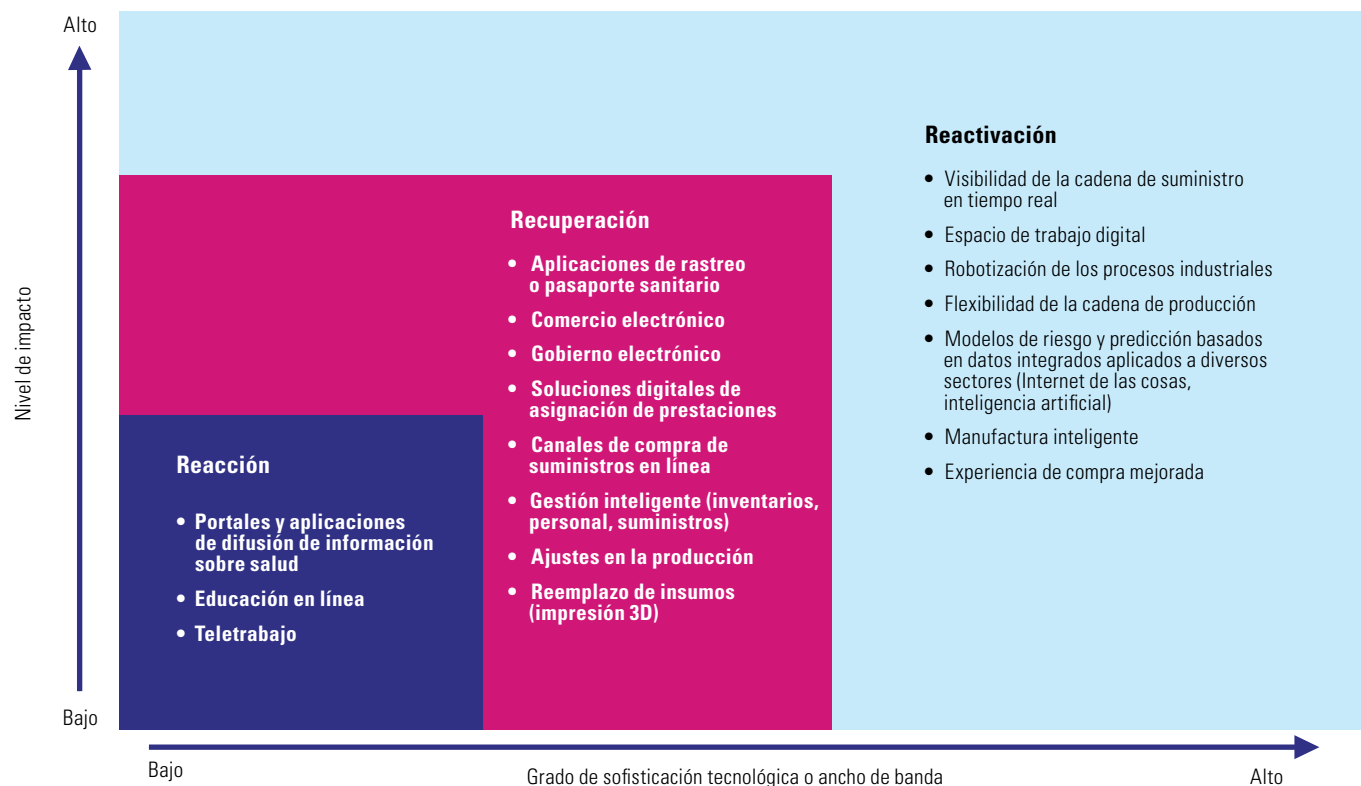 Alto
Nivel de impacto
Bajo
Reacción
• Portales y aplicaciones
de difusión de información
sobre salud
• Educación en línea
• Teletrabajo
Recuperación
• Aplicaciones de rastreo
o pasaporte sanitario
• Comercio electrónico
• Gobierno electrónico
• Soluciones digitales de
asignación de prestaciones
• Canales de compra de
suministros en línea
• Gestión inteligente (inventarios,
personal, suministros)
• Ajustes en la producción
• Reemplazo de insumos
(impresión 3D)
Reactivación
• Visibilidad de la cadena de suministro
en tiempo real
• Espacio de trabajo digital
• Robotización de los procesos industriales
• Flexibilidad de la cadena de producción
• Modelos de riesgo y predicción basados
en datos integrados aplicados a diversos
sectores (Internet de las cosas,
inteligencia artificial)
• Manufactura inteligente
• Experiencia de compra mejorada
Bajo
Grado de sofisticación tecnológica o ancho de banda
Alto